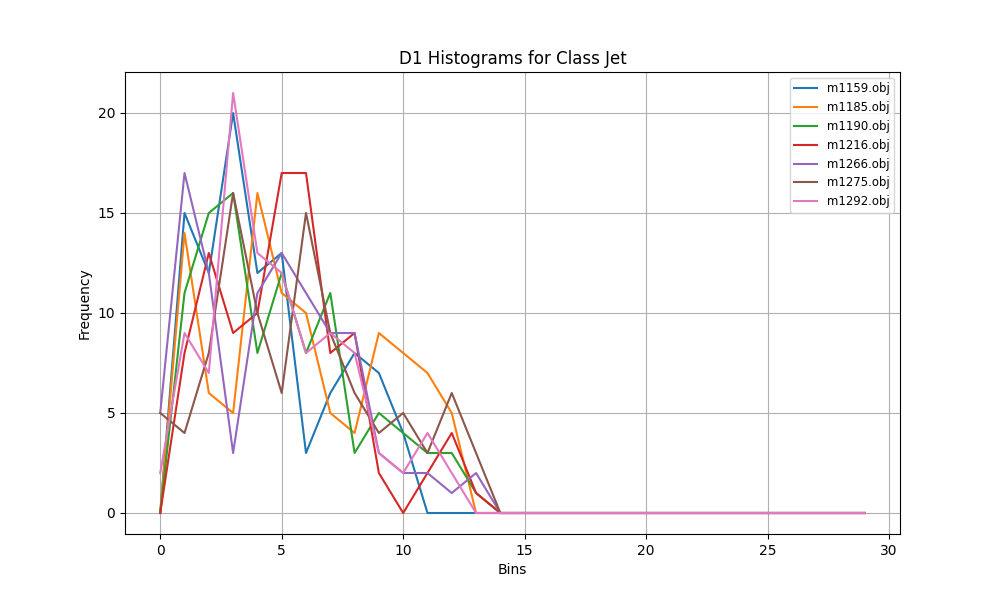 D1 Histograms for Class Jet
Frequency
20
15
10
5
0
0 5 10 15 20 25 30
Bins
m1159.obj
m1185.obj
m1190.obj
m1216.obj
m1266.obj
m1275.obj
m1292.obj